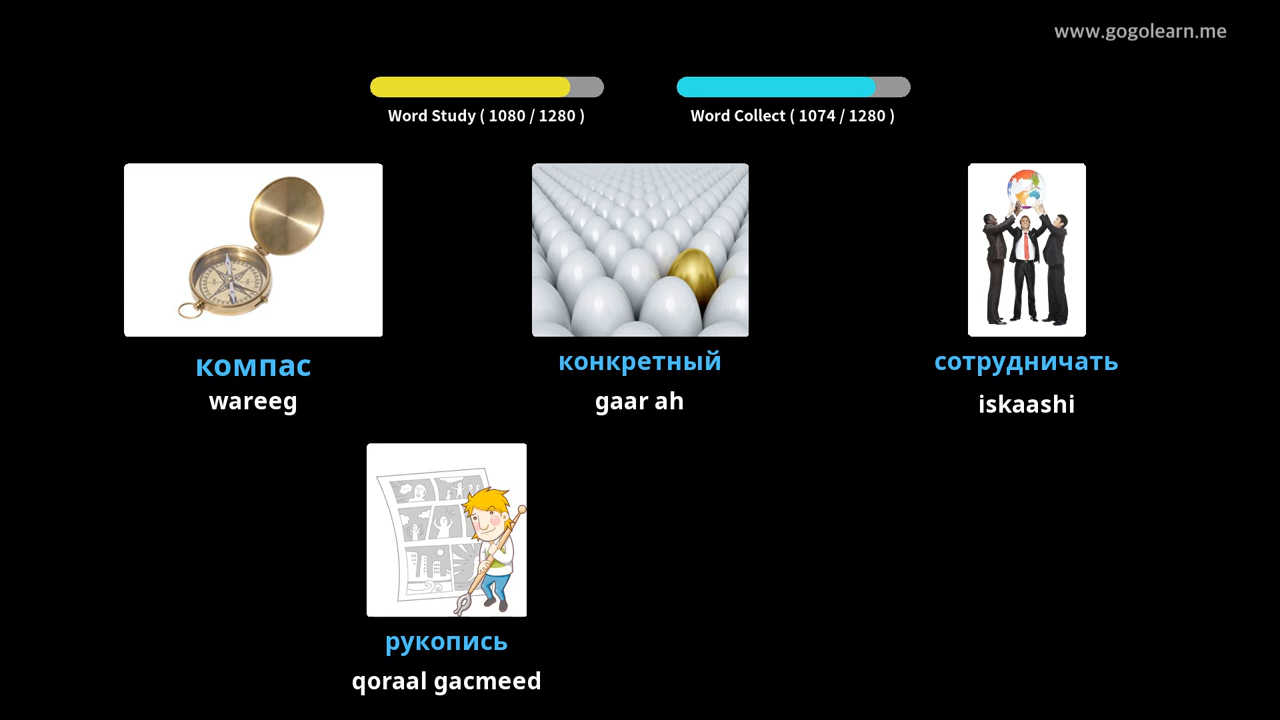 www.gogolearn.me
Word Study ( 1080 / 1280 )
Word Collect ( 1074 / 1280 )
компас
wareeg
конкретный
gaar ah
сотрудничать
iskaashi
рукопись
qoraal gacmeed